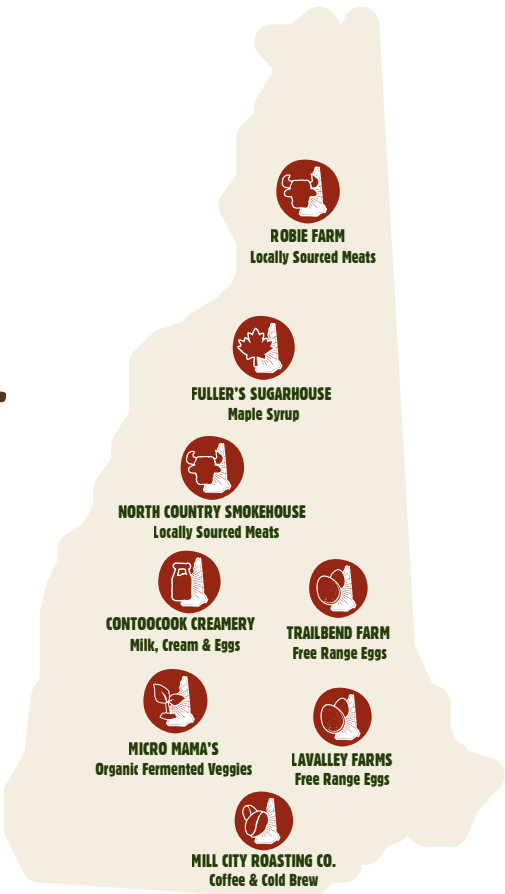 ROBIE FARM
Locally Sourced Meats
FULLER'S SUGARHOUSE
Maple Syrup
NORTH COUNTRY SMOKEHOUSE
Locally Sourced Meats
CONTOOCOOK CREAMERY
Milk, Cream & Eggs
TRAILBEND FARM
Free Range Eggs
MICRO MAMA'S
Organic Fermented Veggies
LAVALLEY FARMS
Free Range Eggs
MILL CITY ROASTING CO.
Coffee & Cold Brew